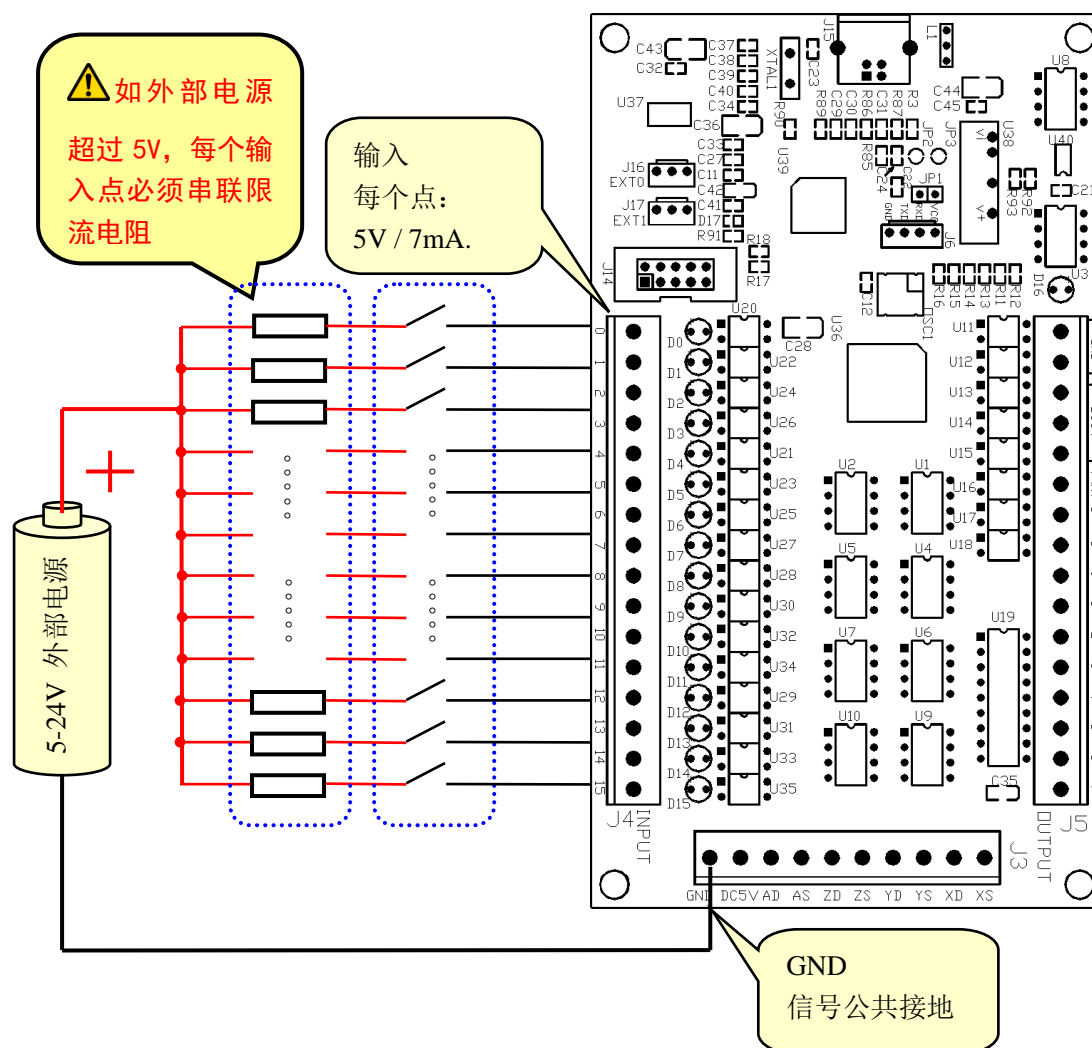 如外部电源
超过 5V，每个输
入点必须串联限
流电阻
输入
每个点：
5V / 7mA.
5-24V 外部电源
GND
信号公共接地
C43
C32
C37
C38
C39
C40
C34
U37
C36
C33
C27
C11
C42
C41
D17
R91
J16
EXT0
J17
EXT1
XTAL1
C23
R90
U39
J15
L1
R89
C29
C30
R86
C31
R87
R3
R85
C24
C22
JP2
JP3
JP1
GND
TXD
RXD
VCC
J6
C44
C45
U38
V+
U8
U40
R93
R92
U3
D16
J14
R18
R17
C12
OSC1
R16
R15
R14
R13
R11
R12
U20
C28
U36
0
1
2
3
4
5
6
7
8
9
10
11
12
13
14
15
D0
D1
D2
D3
D4
D5
D6
D7
D8
D9
D10
D11
D12
D13
D14
D15
U22
U24
U26
U21
U23
U25
U27
U28
U30
U32
U34
U29
U31
U33
U35
U11
U12
U13
U14
U15
U16
U17
U18
U2
U1
U5
U4
U7
U6
U10
U9
U19
C35
J4
INPUT
OUTPUT
J5
J3
GND DC5V AD AS ZD ZS YD YS XD XS